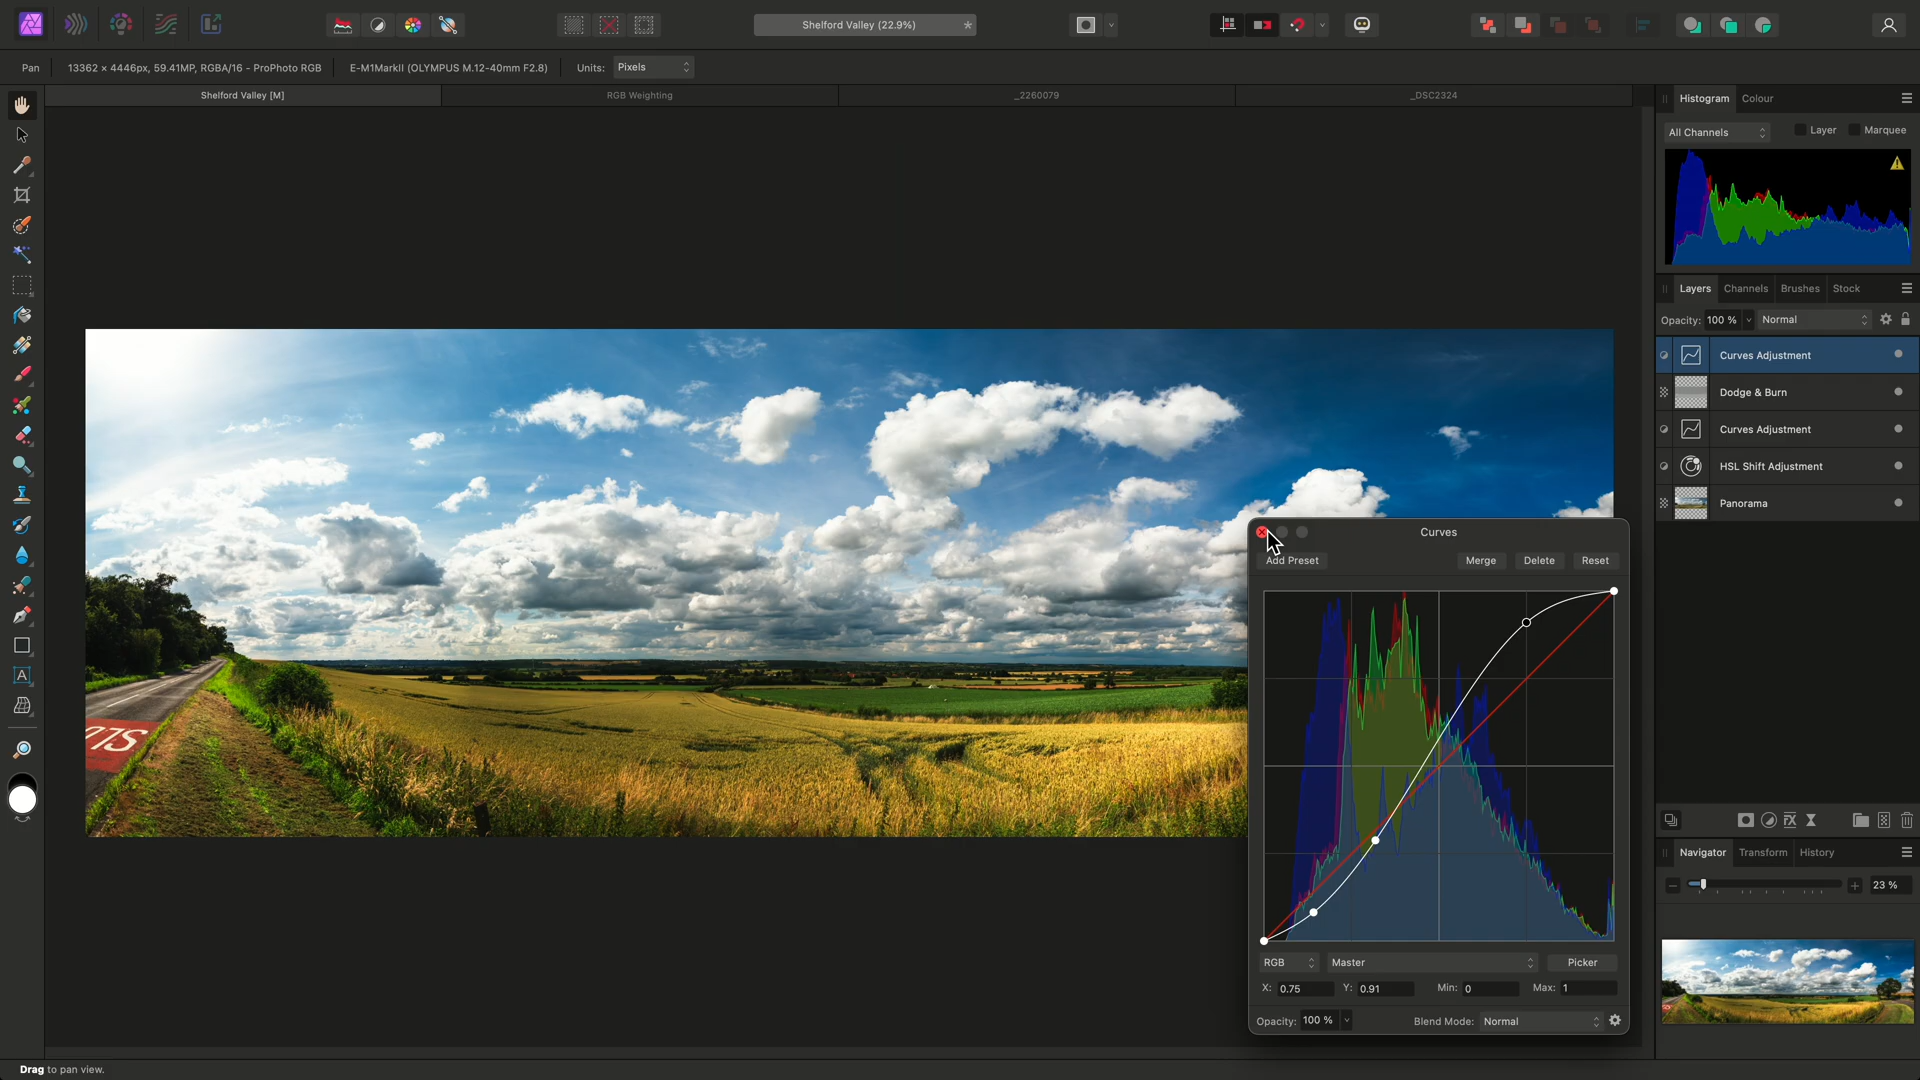 Shelford Valley (22.9%)
*
Pan
13362 × 4446px, 59.41MP, RGBA/16 - ProPhoto RGB
E-M1MarkII (OLYMPUS M.12-40mm F2.8)
Units:
Pixels
Shelford Valley [M]
RGB Weighting
_2260079
_DSC2324
Histogram
Colour
All Channels
Layer
Marquee
Layers
Channels
Brushes
Stock
Opacity:
100 %
Normal
Curves Adjustment
Dodge & Burn
Curves Adjustment
HSL Shift Adjustment
Panorama
SLO
Curves
Add Preset
Merge
Delete
Reset
RGB
Master
Picker
X: 0.75
Y: 0.91
Min: 0
Max: 1
Opacity: 100 %
Blend Mode: Normal
Navigator
Transform
History
23 %
Drag to pan view.